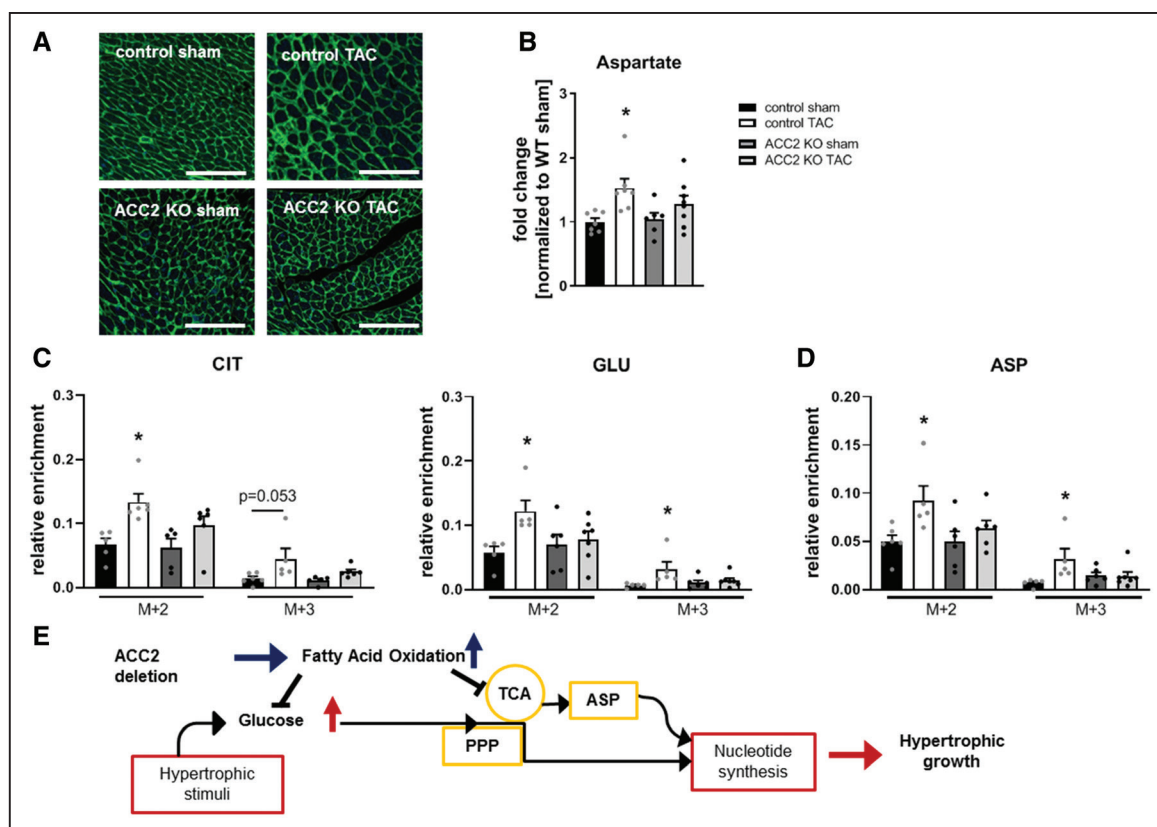 A
control sham
control TAC
ACC2 KO sham
ACC2 KO TAC
B
Aspartate
fold change
[normalized to WT sham]
3
2
1
0
*
control sham
control TAC
ACC2 KO sham
ACC2 KO TAC
C
CIT
relative enrichment
0.3
0.2
0.1
0.0
*
p=0.053
M+2
M+3
GLU
relative enrichment
0.3
0.2
0.1
0.0
*
*
M+2
M+3
D
ASP
relative enrichment
0.20
0.15
0.10
0.05
0.00
*
*
M+2
M+3
E
ACC2
deletion
Fatty Acid Oxidation
TCA
ASP
Glucose
PPP
Hypertrophic
stimuli
Nucleotide
synthesis
Hypertrophic
growth